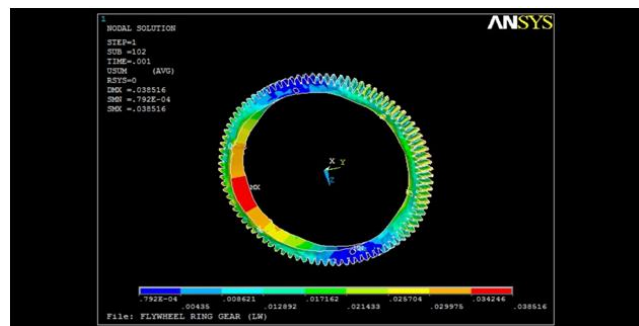 1
ANSYS
NODAL SOLUTION
STEP=1
SUB =102
TIME=.001
USUM (AVG)
RSYS=0
DMX =.038516
SMN =.792E-04
SMX =.038516
X Y
MX
.792E-04 .00435 .008621 .012892 .017162 .021433 .025704 .029975 .034246 .038516
File: FLYWHEEL RING GEAR (LW)